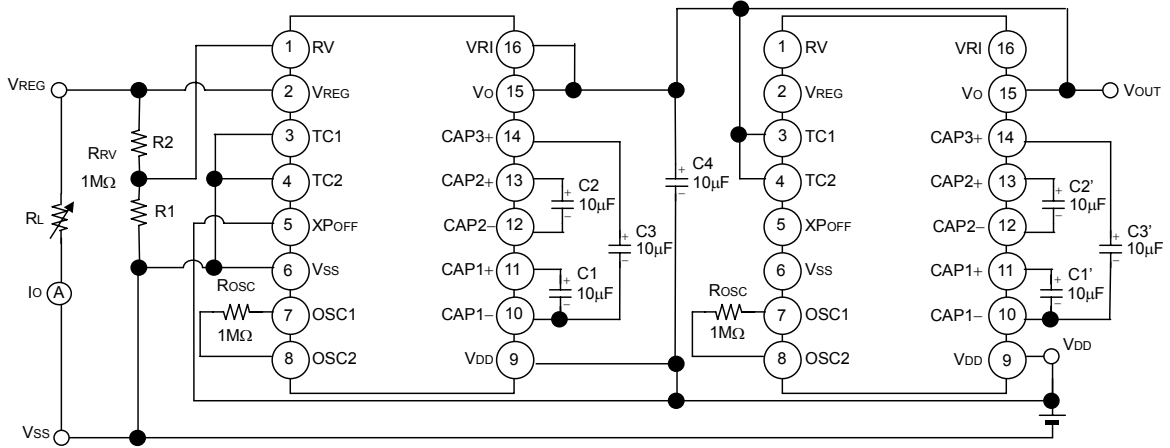 VREG
VSS
RL
IO
A
RRV
1MΩ
R2
R1
ROSC
1MΩ
1 RV
2 VREG
3 TC1
4 TC2
5 XPOFF
6 VSS
7 OSC1
8 OSC2
VRI 16
VO 15
CAP3+ 14
CAP2+ 13
CAP2– 12
CAP1+ 11
CAP1– 10
VDD 9
+ C2
10μF
–
+ C1
10μF
–
+ C3
10μF
–
C4
+ 10μF
–
ROSC
1MΩ
1 RV
2 VREG
3 TC1
4 TC2
5 XPOFF
6 VSS
7 OSC1
8 OSC2
VRI 16
VO 15
CAP3+ 14
CAP2+ 13
CAP2– 12
CAP1+ 11
CAP1– 10
VDD 9
+ C2'
10μF
–
+ C1'
10μF
–
+ C3'
10μF
–
VOUT
VDD